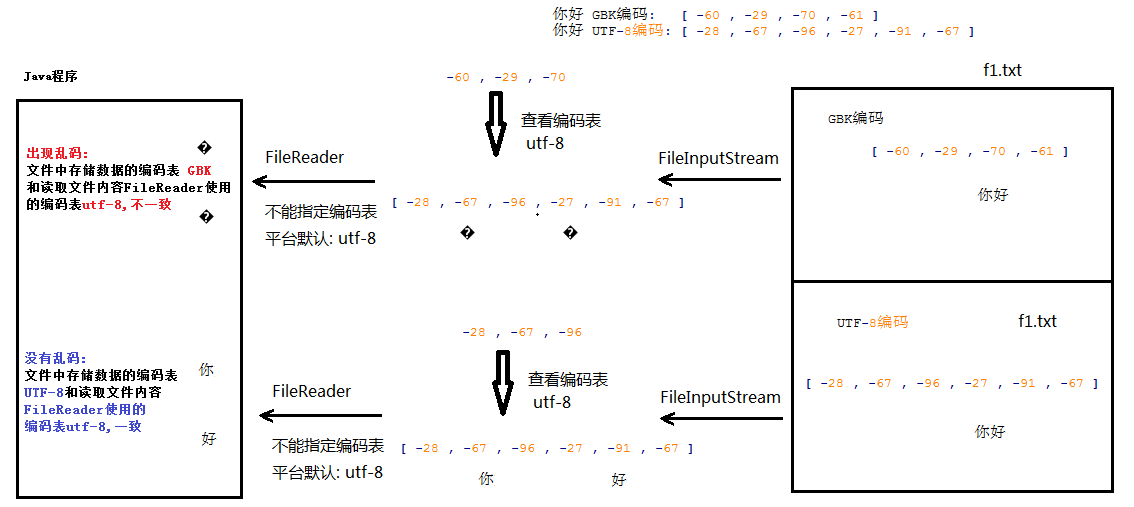 你好 GBK编码: [ -60 , -29 , -70 , -61 ]
你好 UTF-8编码: [ -28 , -67 , -96 , -27 , -91 , -67 ]
Java程序
-60 , -29 , -70
f1.txt
查看编码表
utf-8
GBK编码
出现乱码:
文件中存储数据的编码表 GBK
和读取文件内容FileReader使用
的编码表utf-8,不一致
�
�
FileReader
FileInputStream
[ -60 , -29 , -70 , -61 ]
你好
不能指定编码表
平台默认: utf-8
[ -28 , -67 , -96 , -27 , -91 , -67 ]
� �
-28 , -67 , -96
UTF-8编码 f1.txt
没有乱码:
文件中存储数据的编码表
UTF-8和读取文件内容
FileReader使用的
编码表utf-8,一致
你
好
查看编码表
utf-8
FileReader
FileInputStream
[ -28 , -67 , -96 , -27 , -91 , -67 ]
你好
不能指定编码表
平台默认: utf-8
[ -28 , -67 , -96 , -27 , -91 , -67 ]
你 好